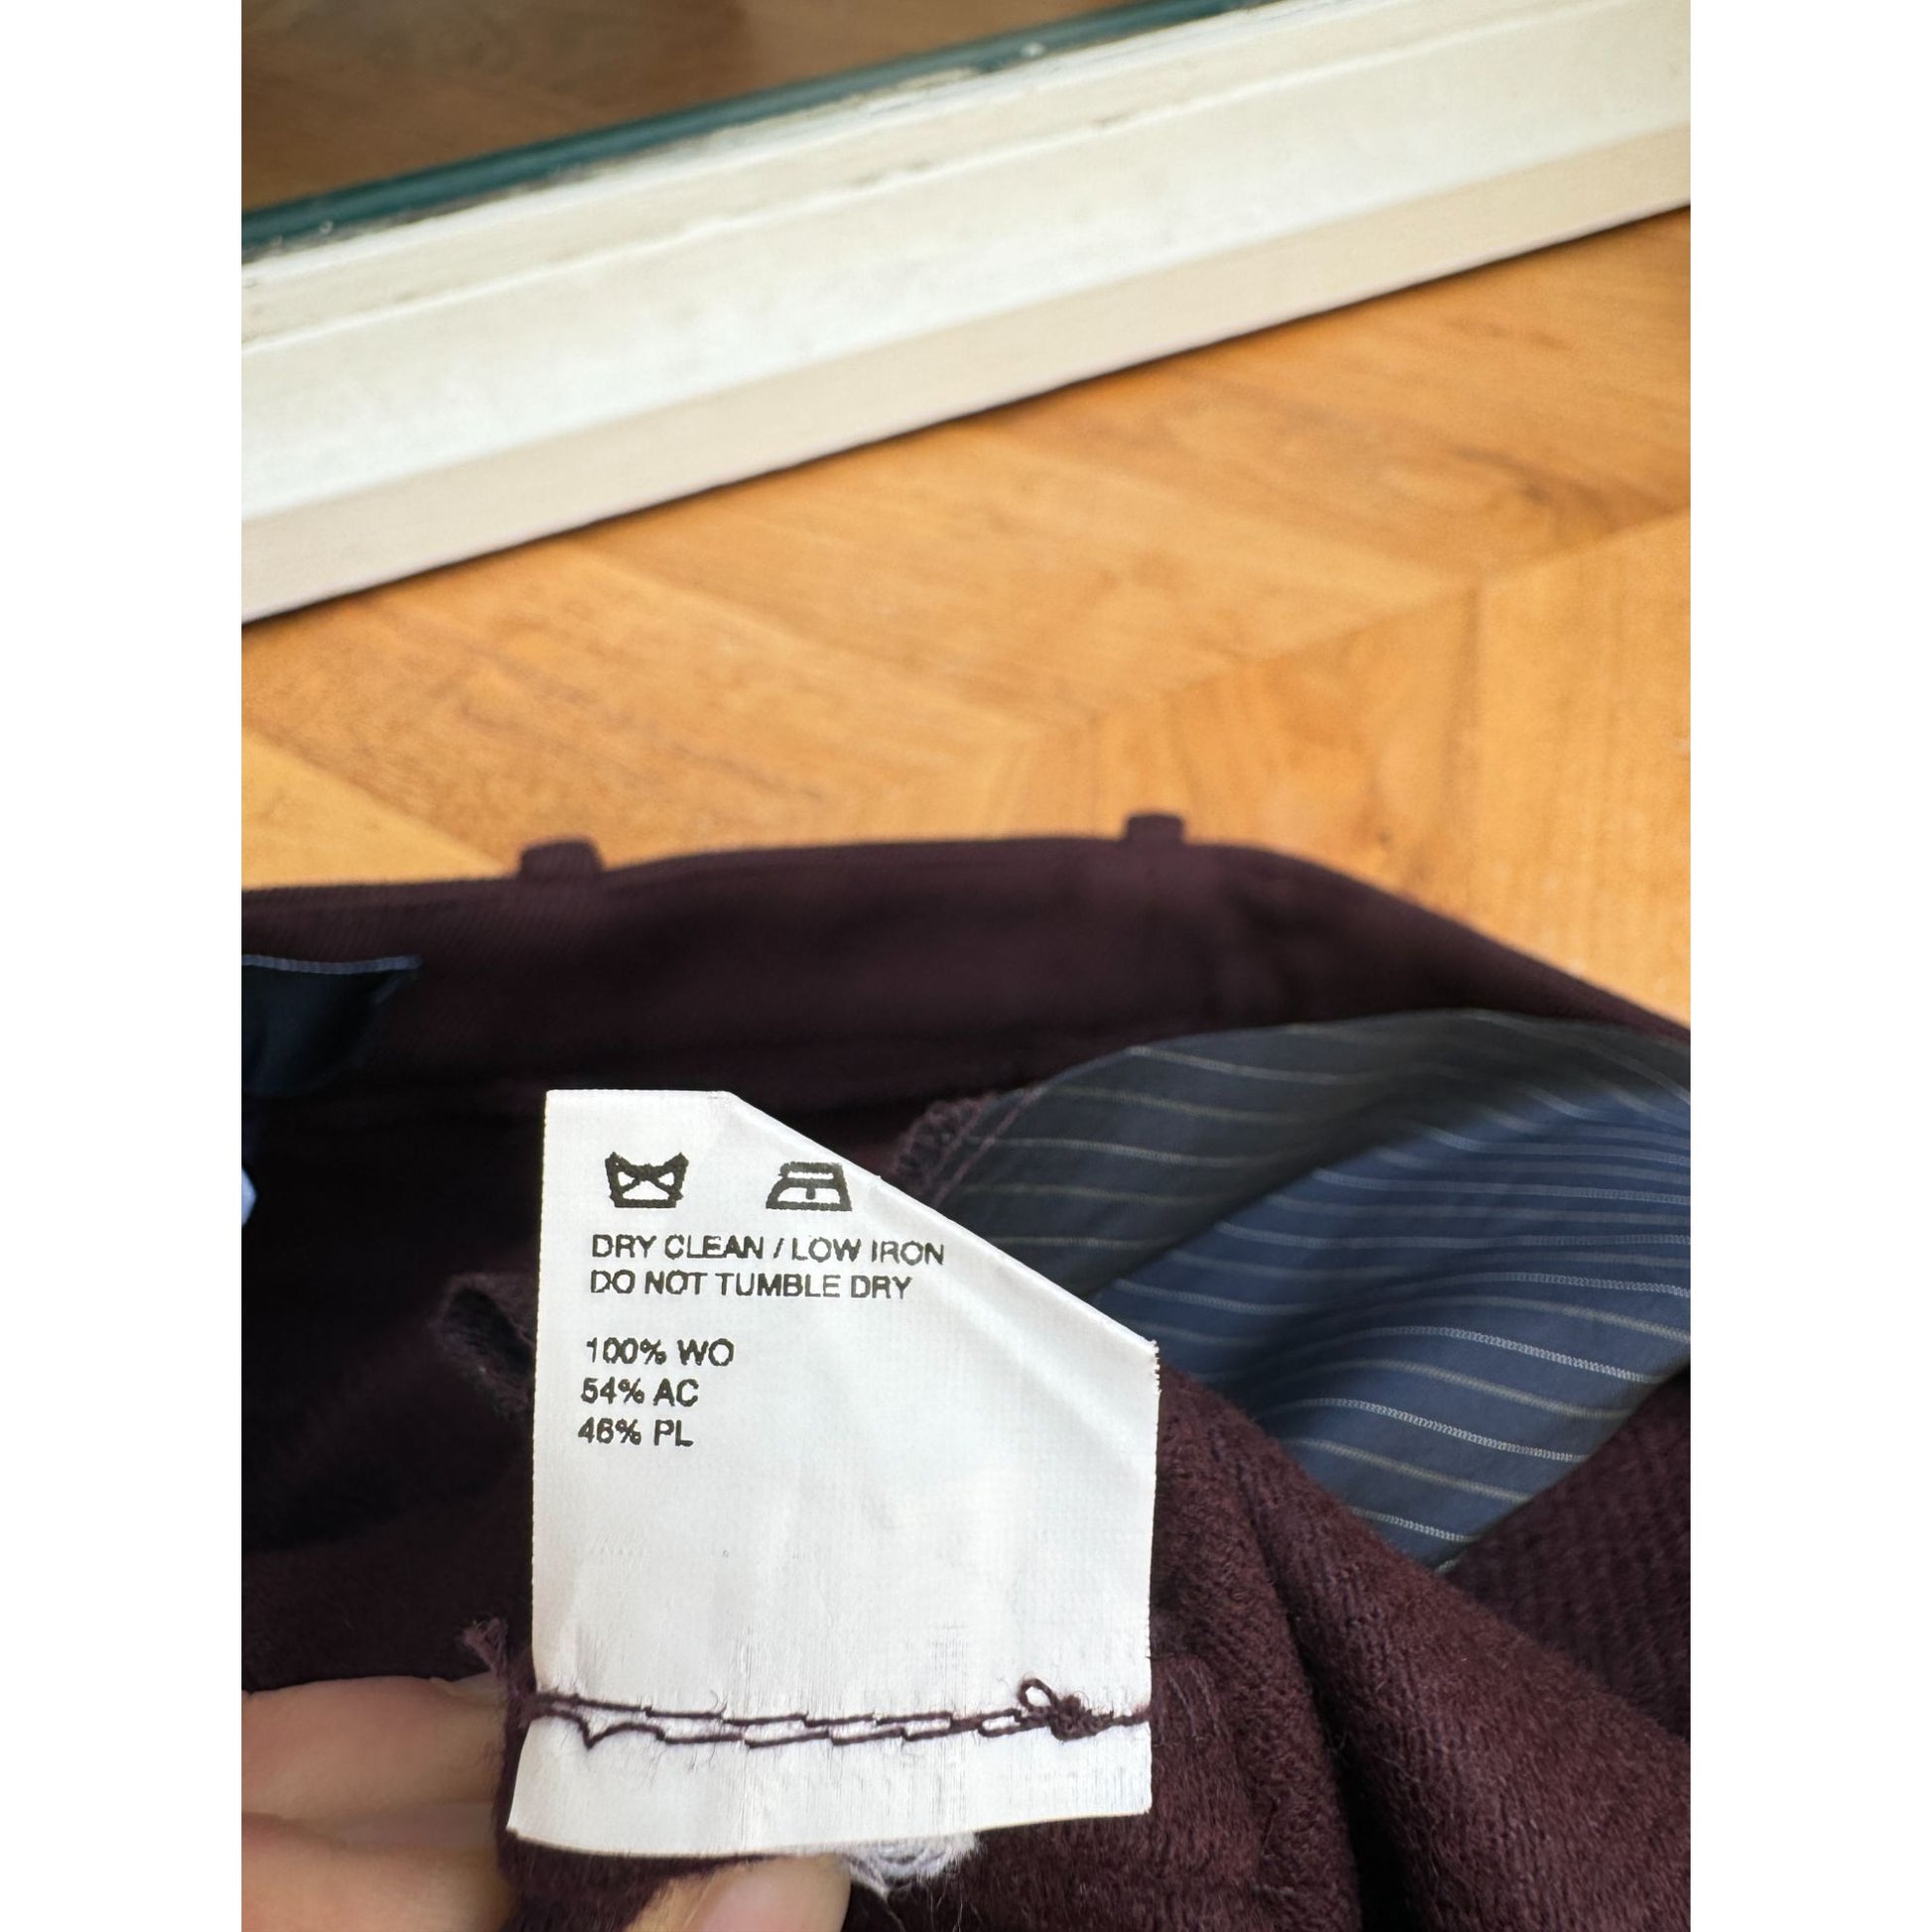 DRY CLEAN / LOW IRON
DO NOT TUMBLE DRY
100% WO
54% AC
46% PL